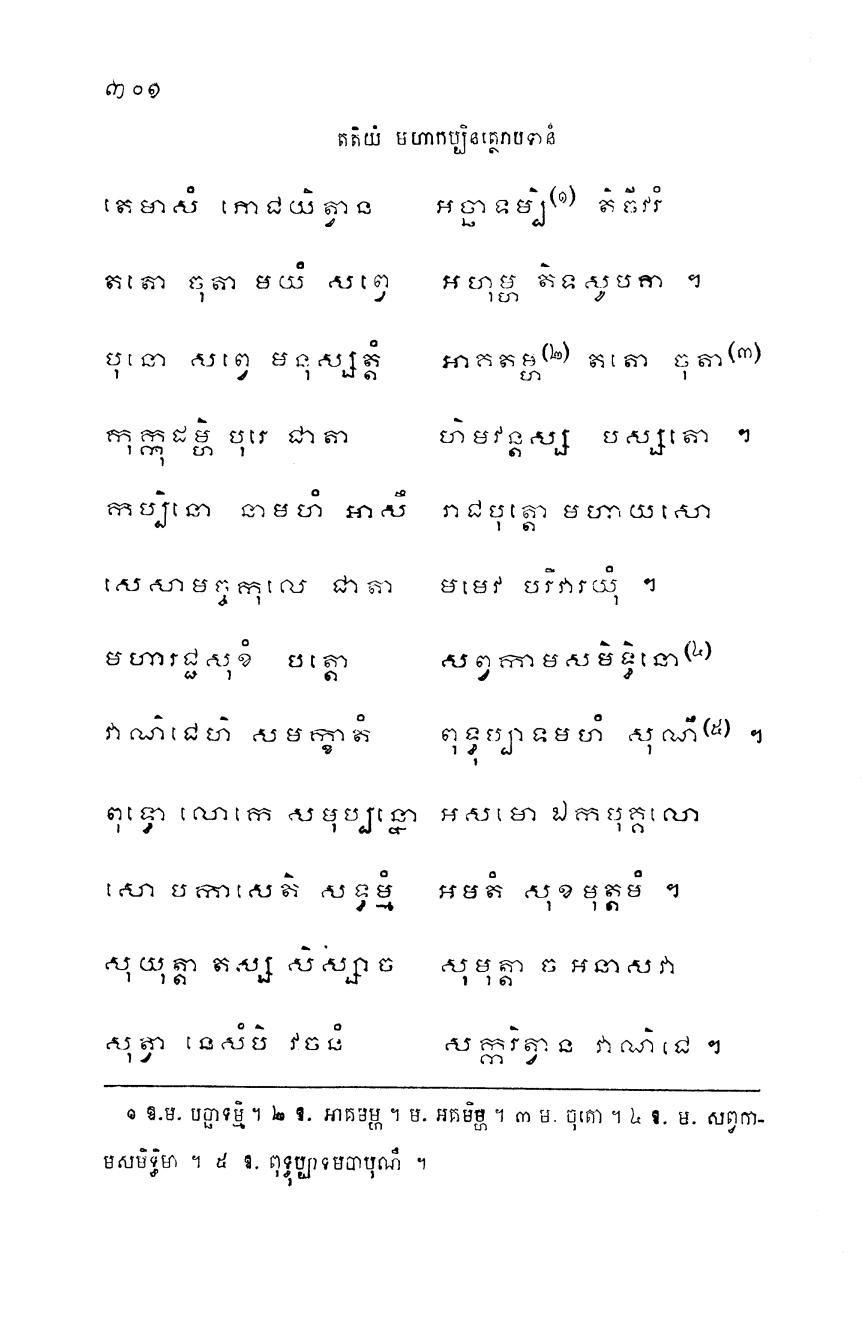 ៣០១
តតិយំ មហាកប្បិនត្ថេរាបទានំ
តេមាសំ ភោជយិត្វាន អច្ឆាទម្បិ(១) តិចីវរំ
តតោ ចុតា មយំ សព្វេ អហុម្ហ តិទសូបគា ។
បុនោ សព្វេ មនុស្សត្តំ អាគតម្ហ(២) តតោ ចុតា(៣)
កុក្កុដម្ហិ បុរេ ជាតា ហិមវន្តស្ស បស្សតោ ។
កប្បិនោ នាមហំ អាសឹ រាជបុត្តោ មហាយសោ
សេសាមច្ចកុលេ ជាតា មមេវ បរិវារយុំ ។
មហារជ្ជសុខំ បត្តោ សព្វកាមសមិទ្ធិនោ(៤)
វាណិជេហិ សមក្ខាតំ ពុទ្ធុប្បាទមហំ សុណឹ(៥) ។
ពុទ្ធោ លោកេ សមុប្បន្នោ អសមោ ឯកបុគ្គលោ
សោ បកាសេតិ សទ្ធម្មំ អមតំ សុខមុត្តមំ ។
សុយុត្តា តស្ស សិស្សា ច សុមុត្តា ច អនាសវា
សុត្វា នេសំបិ វចនំ សក្ការិត្វាន វាណិជេ ។
១ ឱ.ម. បច្ឆាទម្ហិ ។ ២ ឱ. អាគមម្ហ ។ ម. អគមិម្ហ ។ ៣ ម. ចុតោ ។ ៤ ឱ. ម. សព្វកា-
មសមិទ្ធិមា ។ ៥ ឱ. ពុទ្ធុប្បាទមបាបុណឹ ។